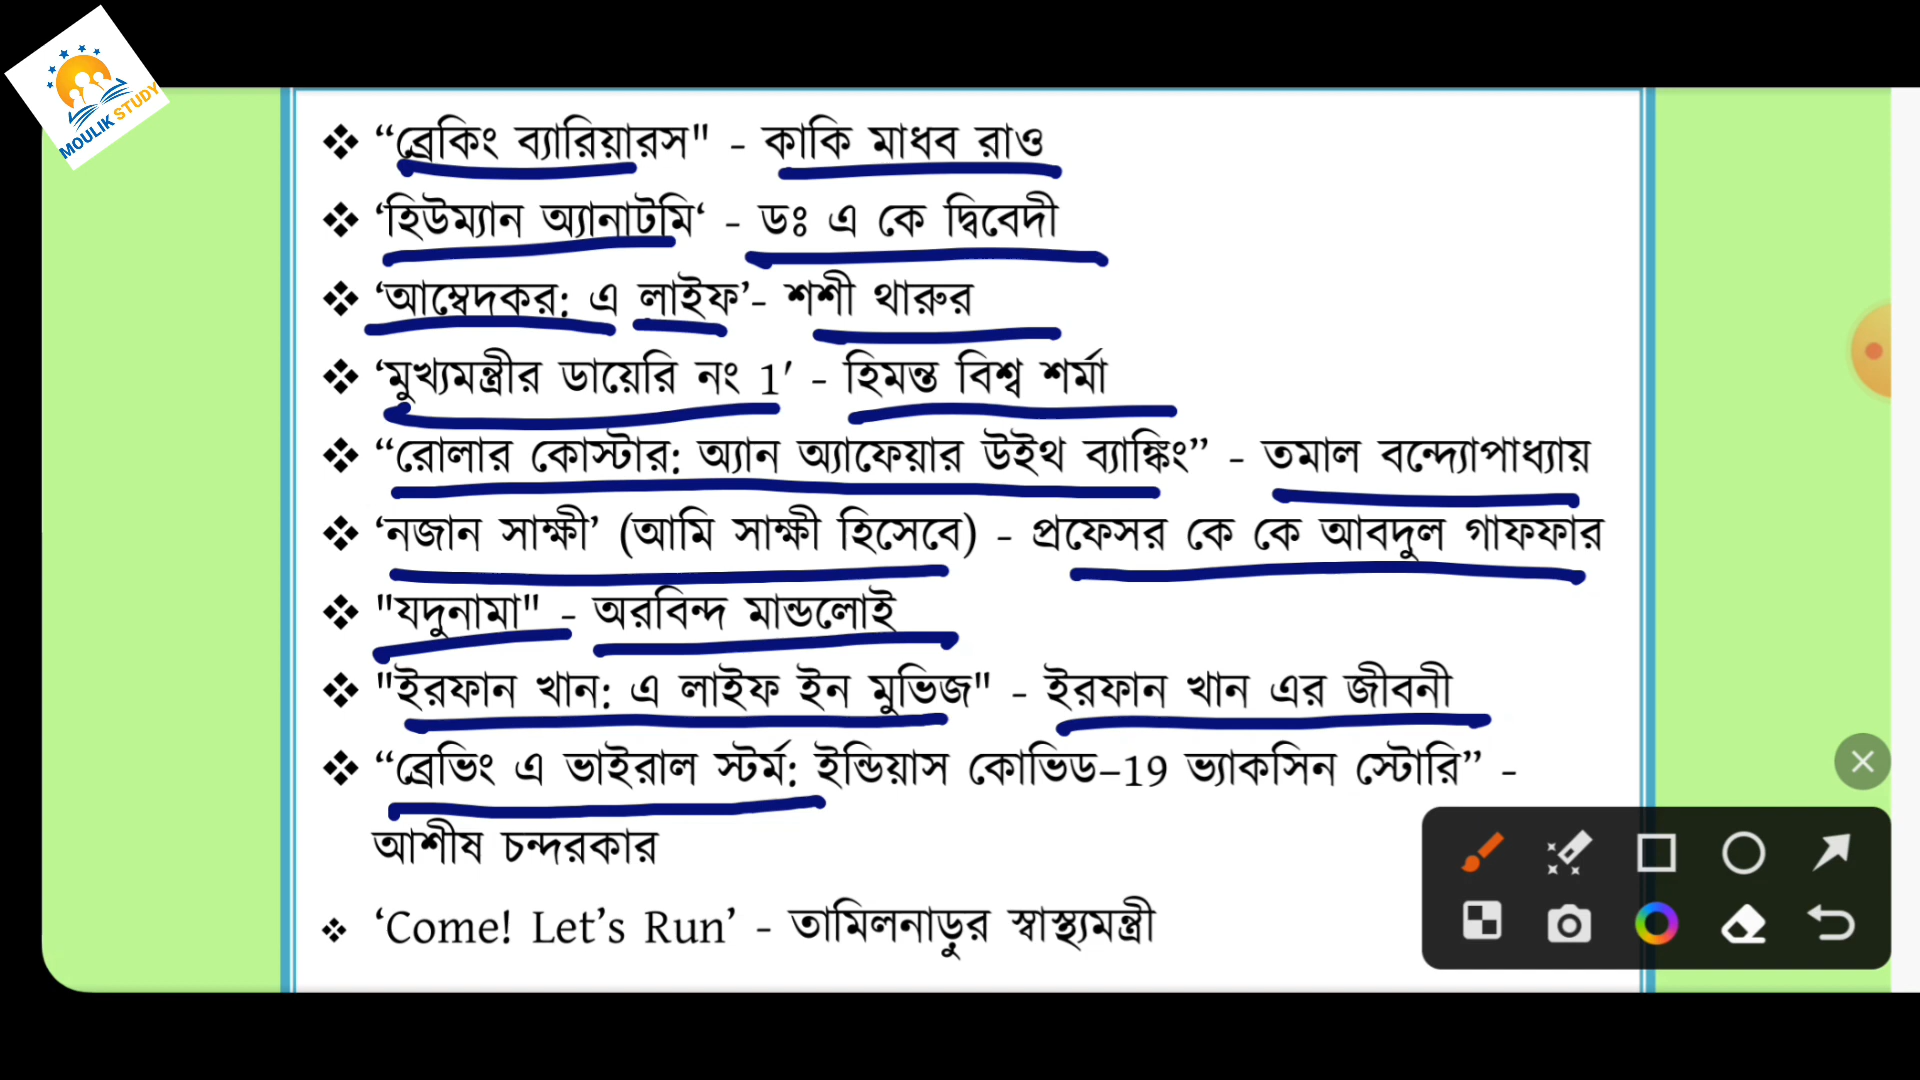 MOULIK STUDY
❖ “ব্রেকিং ব্যারিয়ারস" - কাকি মাধব রাও
❖ ‘হিউম্যান অ্যানাটমি‘ - ডঃ এ কে দ্বিবেদী
❖ ‘আম্বেদকর: এ লাইফ’- শশী থারুর
❖ ‘মুখ্যমন্ত্রীর ডায়েরি নং 1′ - হিমন্ত বিশ্ব শর্মা
❖ “রোলার কোস্টার: অ্যান অ্যাফেয়ার উইথ ব্যাঙ্কিং” - তমাল বন্দ্যোপাধ্যায়
❖ ‘নজান সাক্ষী’ (আমি সাক্ষী হিসেবে) - প্রফেসর কে কে আবদুল গাফফার
❖ "যদুনামা" - অরবিন্দ মান্ডলোই
❖ "ইরফান খান: এ লাইফ ইন মুভিজ" - ইরফান খান এর জীবনী
❖ “ব্রেভিং এ ভাইরাল স্টর্ম: ইন্ডিয়াস কোভিড–19 ভ্যাকসিন স্টোরি” -
আশীষ চন্দরকার
❖ ‘Come! Let’s Run’ - তামিলনাড়ুর স্বাস্থ্যমন্ত্রী